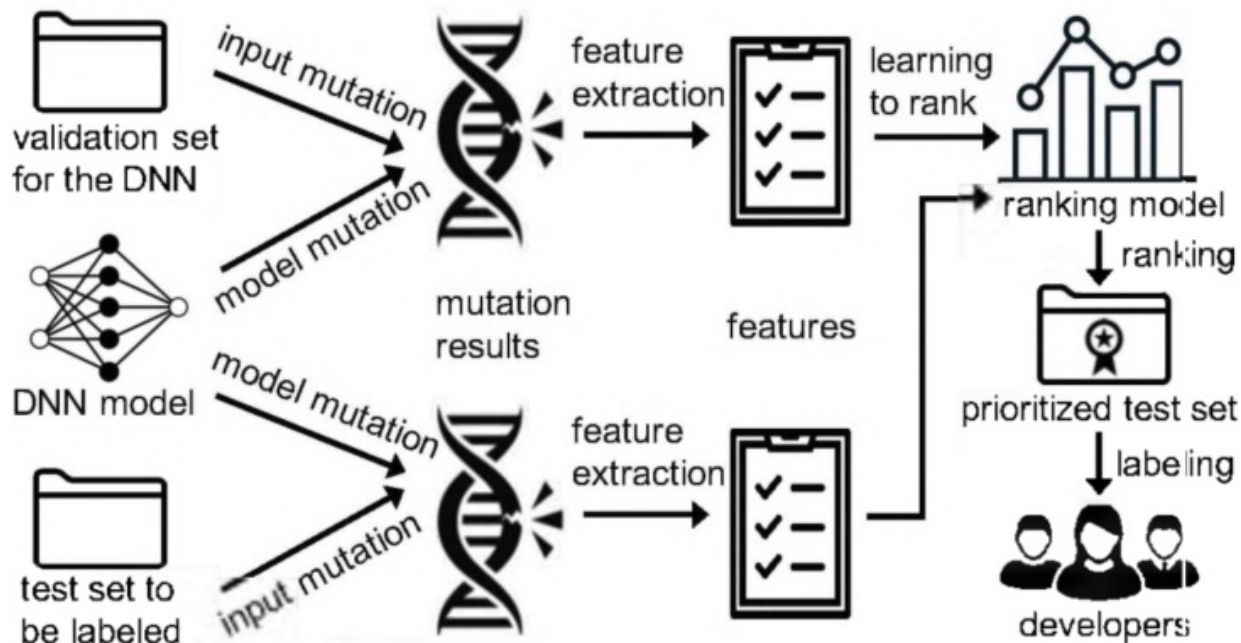 input mutation
validation set
for the DNN
model mutation
feature
extraction
learning
to rank
ranking model
ranking
DNN model
mutation
results
features
prioritized test set
model mutation
feature
extraction
labeling
test set to
be labeled
input mutation
developers